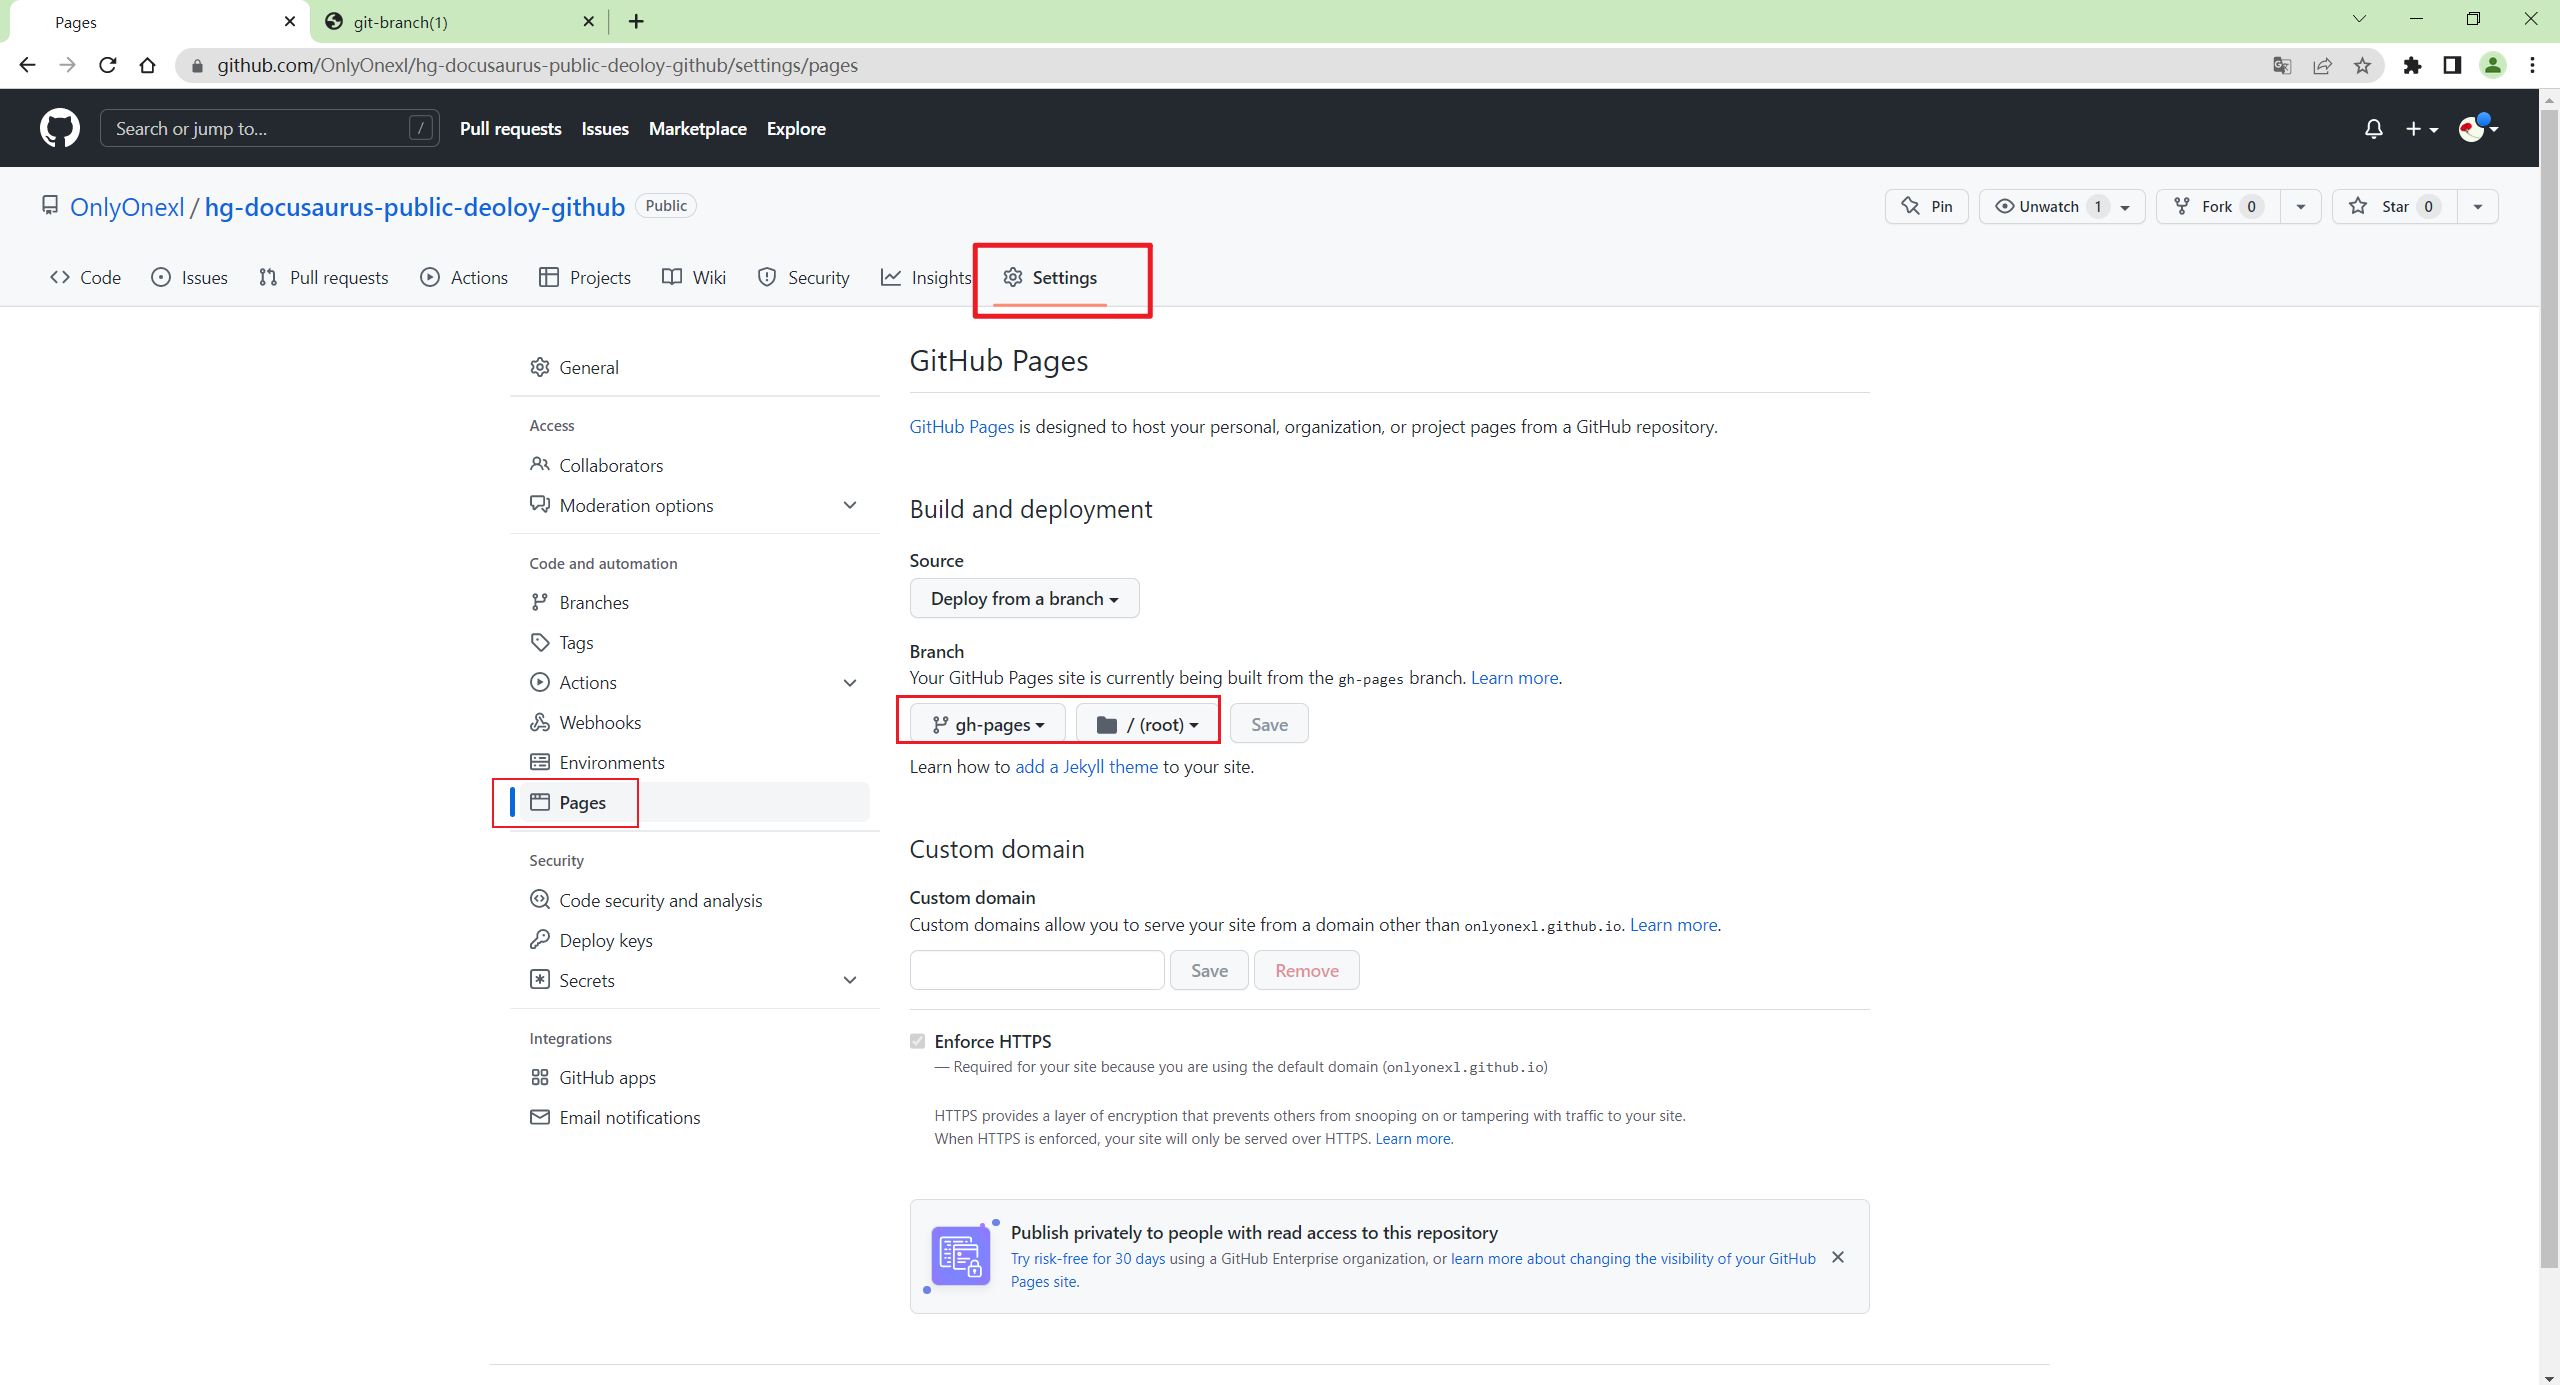 Pages
git-branch(1)
github.com/OnlyOnexl/hg-docusaurus-public-deoloy-github/settings/pages
Search or jump to...
/
Pull requests
Issues
Marketplace
Explore
OnlyOnexl / hg-docusaurus-public-deoloy-github
Public
Pin
Unwatch 1
Fork 0
Star 0
Code
Issues
Pull requests
Actions
Projects
Wiki
Security
Insights
Settings
General
Access
Collaborators
Moderation options
Code and automation
Branches
Tags
Actions
Webhooks
Environments
Pages
Security
Code security and analysis
Deploy keys
Secrets
Integrations
GitHub apps
Email notifications
GitHub Pages
GitHub Pages is designed to host your personal, organization, or project pages from a GitHub repository.
Build and deployment
Source
Deploy from a branch
Branch
Your GitHub Pages site is currently being built from the gh-pages branch. Learn more.
gh-pages
/ (root)
Save
Learn how to add a Jekyll theme to your site.
Custom domain
Custom domain
Custom domains allow you to serve your site from a domain other than onlyonexl.github.io. Learn more.
Save
Remove
Enforce HTTPS
— Required for your site because you are using the default domain (onlyonexl.github.io)
HTTPS provides a layer of encryption that prevents others from snooping on or tampering with traffic to your site.
When HTTPS is enforced, your site will only be served over HTTPS. Learn more.
Publish privately to people with read access to this repository
Try risk-free for 30 days using a GitHub Enterprise organization, or learn more about changing the visibility of your GitHub
Pages site.